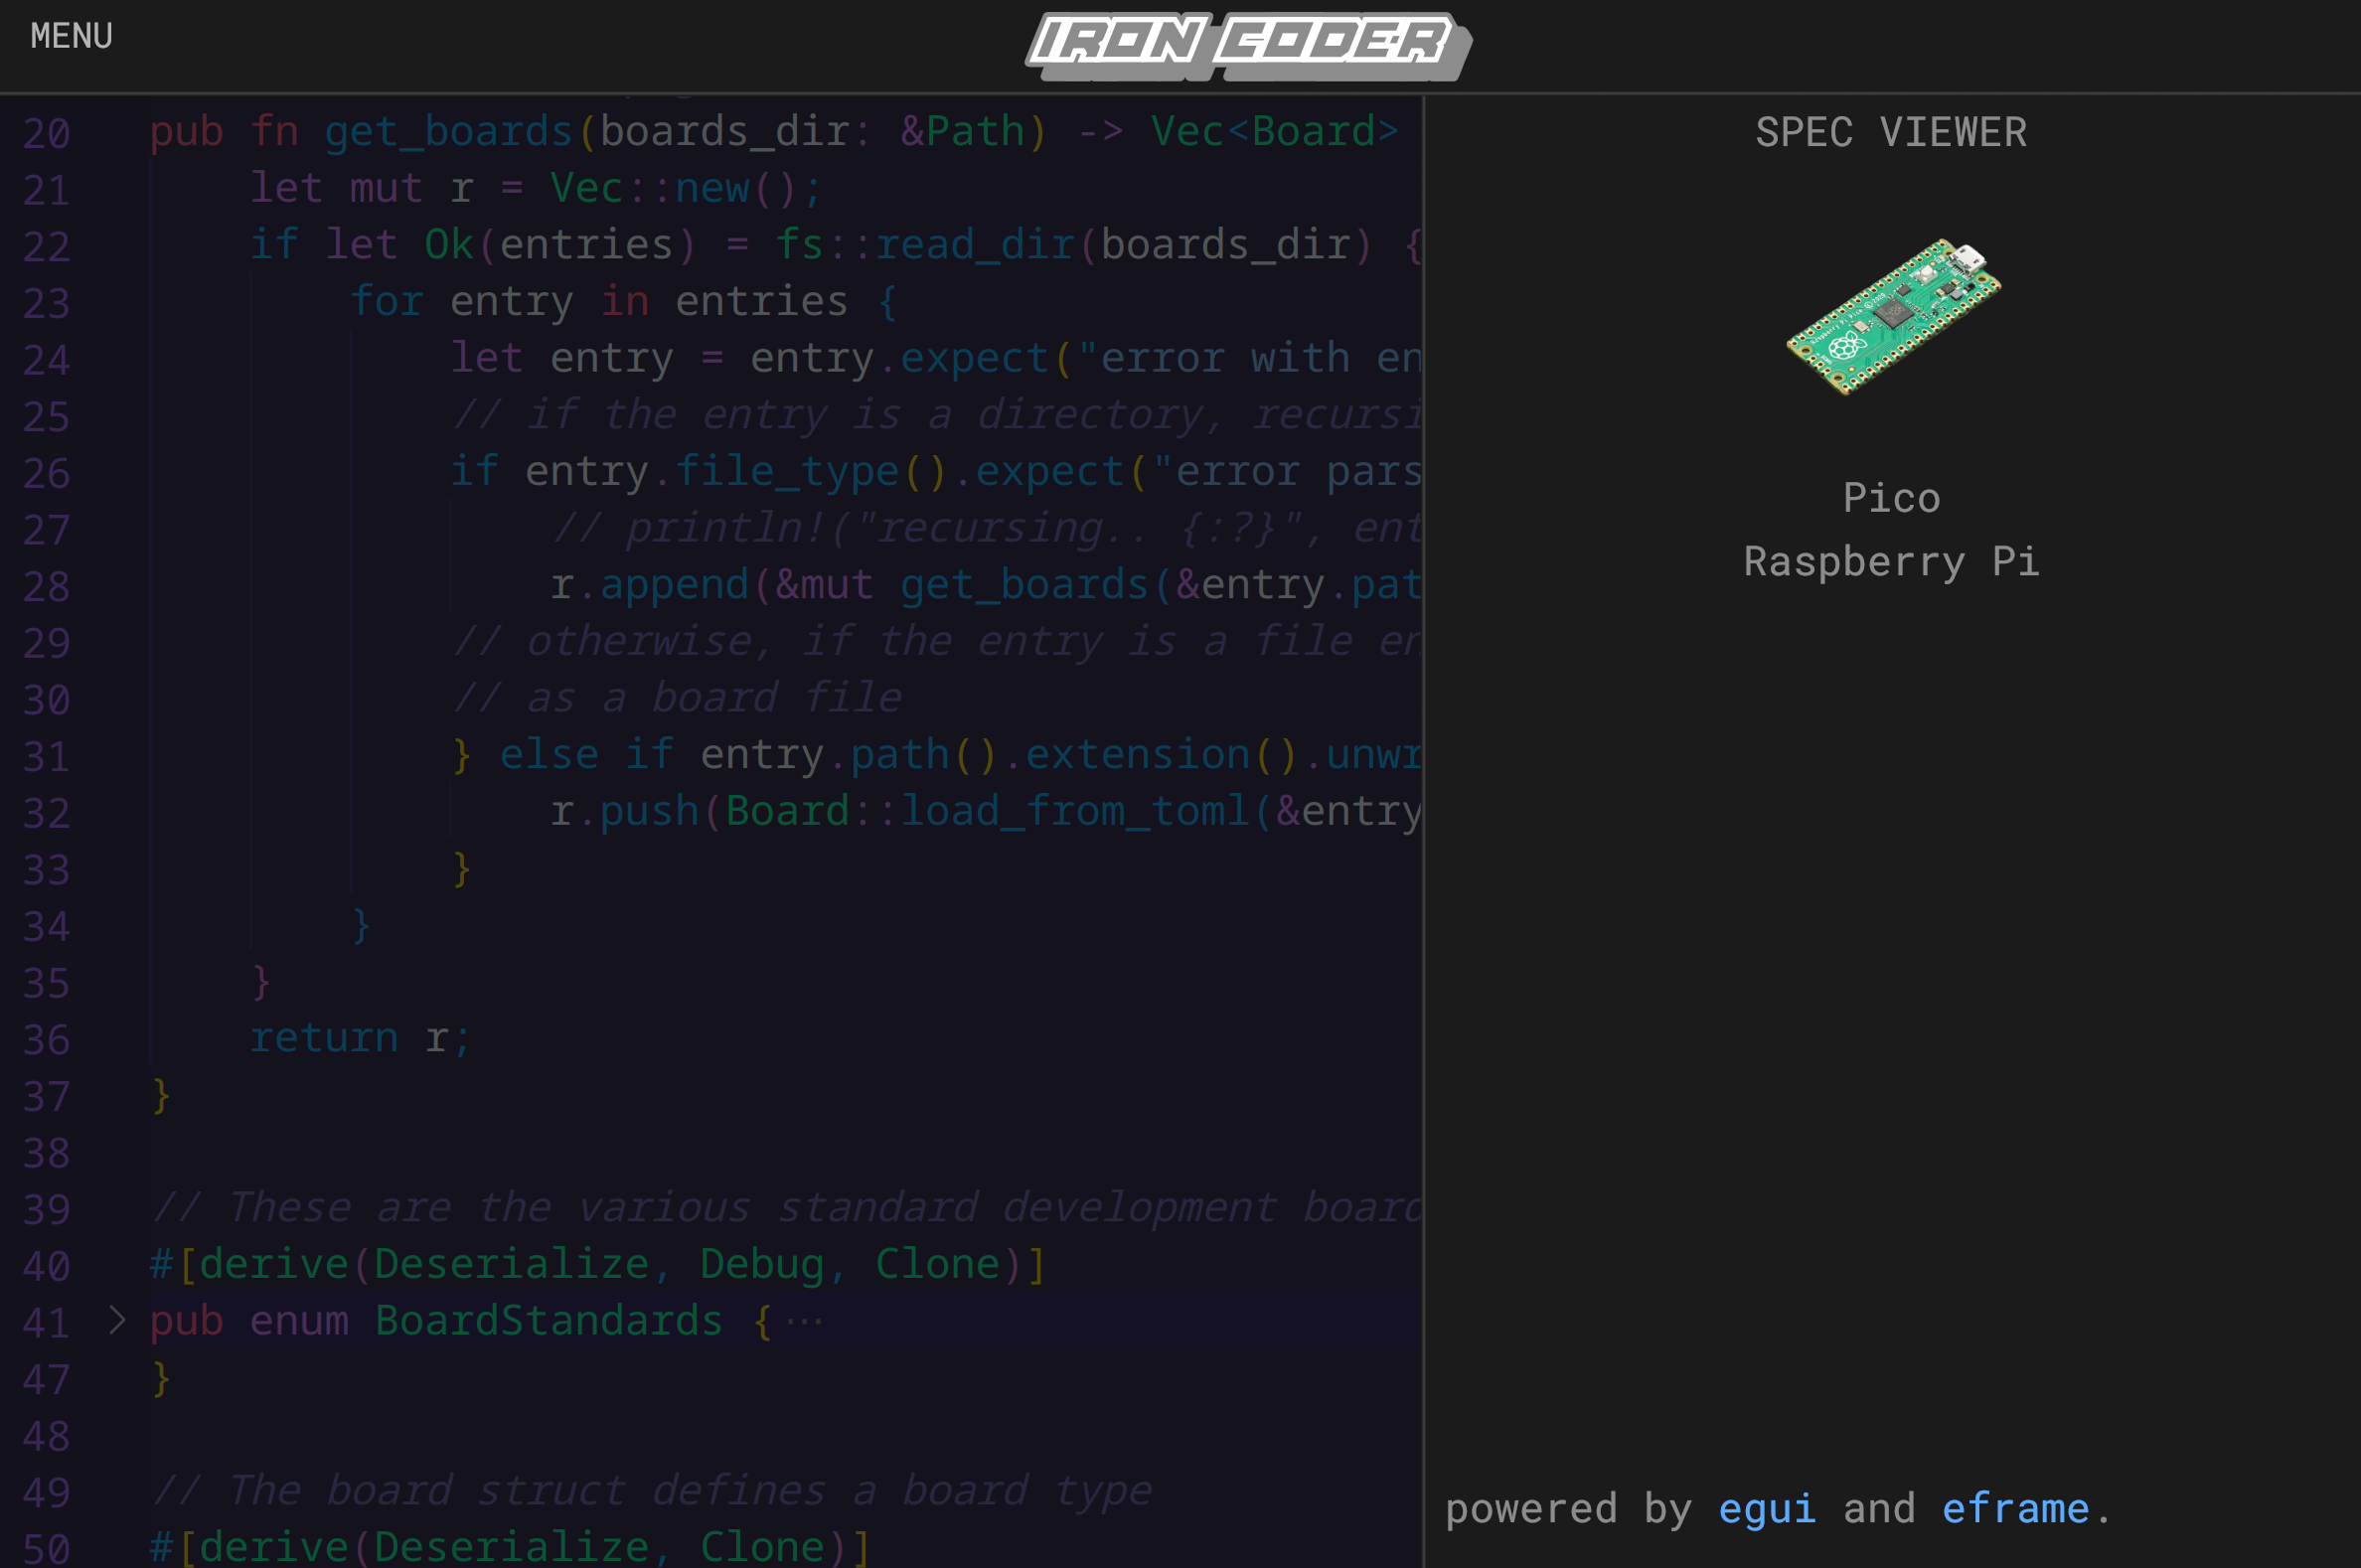 MENU
IRON CODER
20 pub fn get_boards(boards_dir: &Path) -> Vec<Board>
21 let mut r = Vec::new();
22 if let Ok(entries) = fs::read_dir(boards_dir) {
23 for entry in entries {
24 let entry = entry.expect("error with en
25 // if the entry is a directory, recursi
26 if entry.file_type().expect("error pars
27 // println!("recursing.. {:?}", ent
28 r.append(&mut get_boards(&entry.pat
29 // otherwise, if the entry is a file en
30 // as a board file
31 } else if entry.path().extension().unwr
32 r.push(Board::load_from_toml(&entry
33 }
34 }
35 }
36 return r;
37 }
38
39 // These are the various standard development board
40 #[derive(Deserialize, Debug, Clone)]
41 > pub enum BoardStandards { ⋯
47 }
48
49 // The board struct defines a board type
50 #[derive(Deserialize, Clone)]
SPEC VIEWER
Pico
Raspberry Pi
powered by egui and eframe.